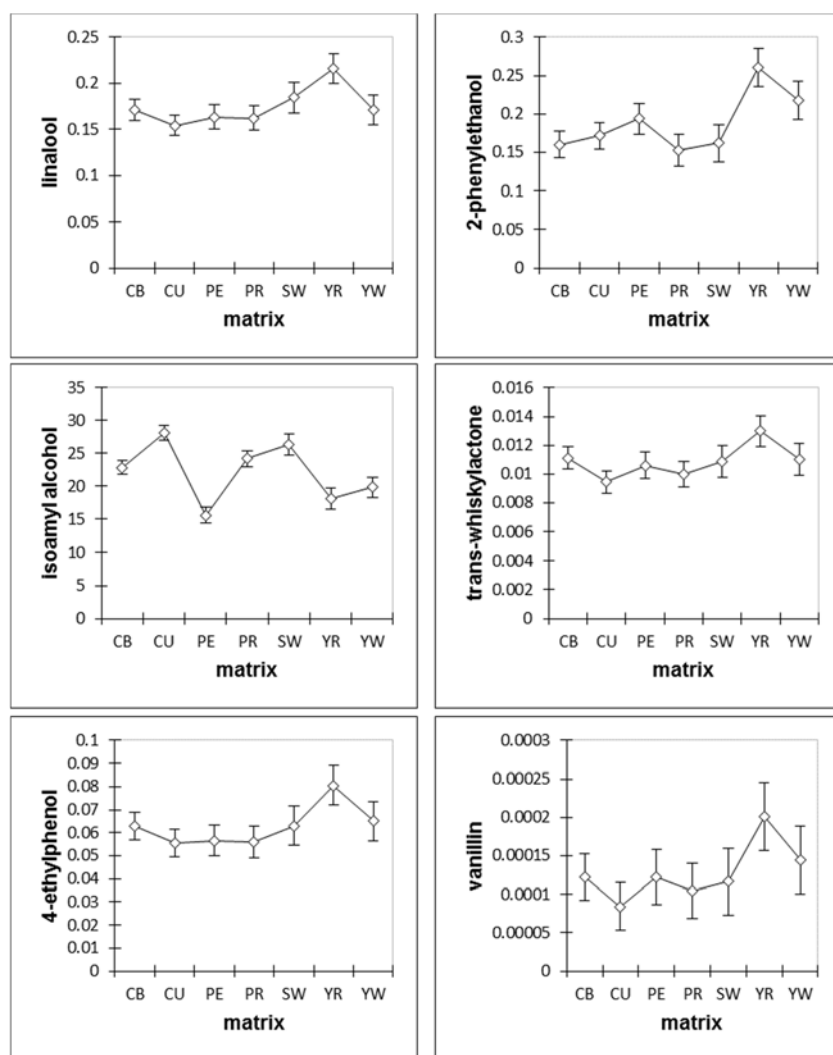 linalool
0.25
0.2
0.15
0.1
0.05
0
CB CU PE PR SW YR YW
matrix
2-phenylethanol
0.3
0.25
0.2
0.15
0.1
0.05
0
CB CU PE PR SW YR YW
matrix
isoamyl alcohol
35
30
25
20
15
10
5
0
CB CU PE PR SW YR YW
matrix
trans-whiskylactone
0.016
0.014
0.012
0.01
0.008
0.006
0.004
0.002
0
CB CU PE PR SW YR YW
matrix
4-ethylphenol
0.1
0.09
0.08
0.07
0.06
0.05
0.04
0.03
0.02
0.01
0
CB CU PE PR SW YR YW
matrix
vanillin
0.0003
0.00025
0.0002
0.00015
0.0001
0.00005
0
CB CU PE PR SW YR YW
matrix